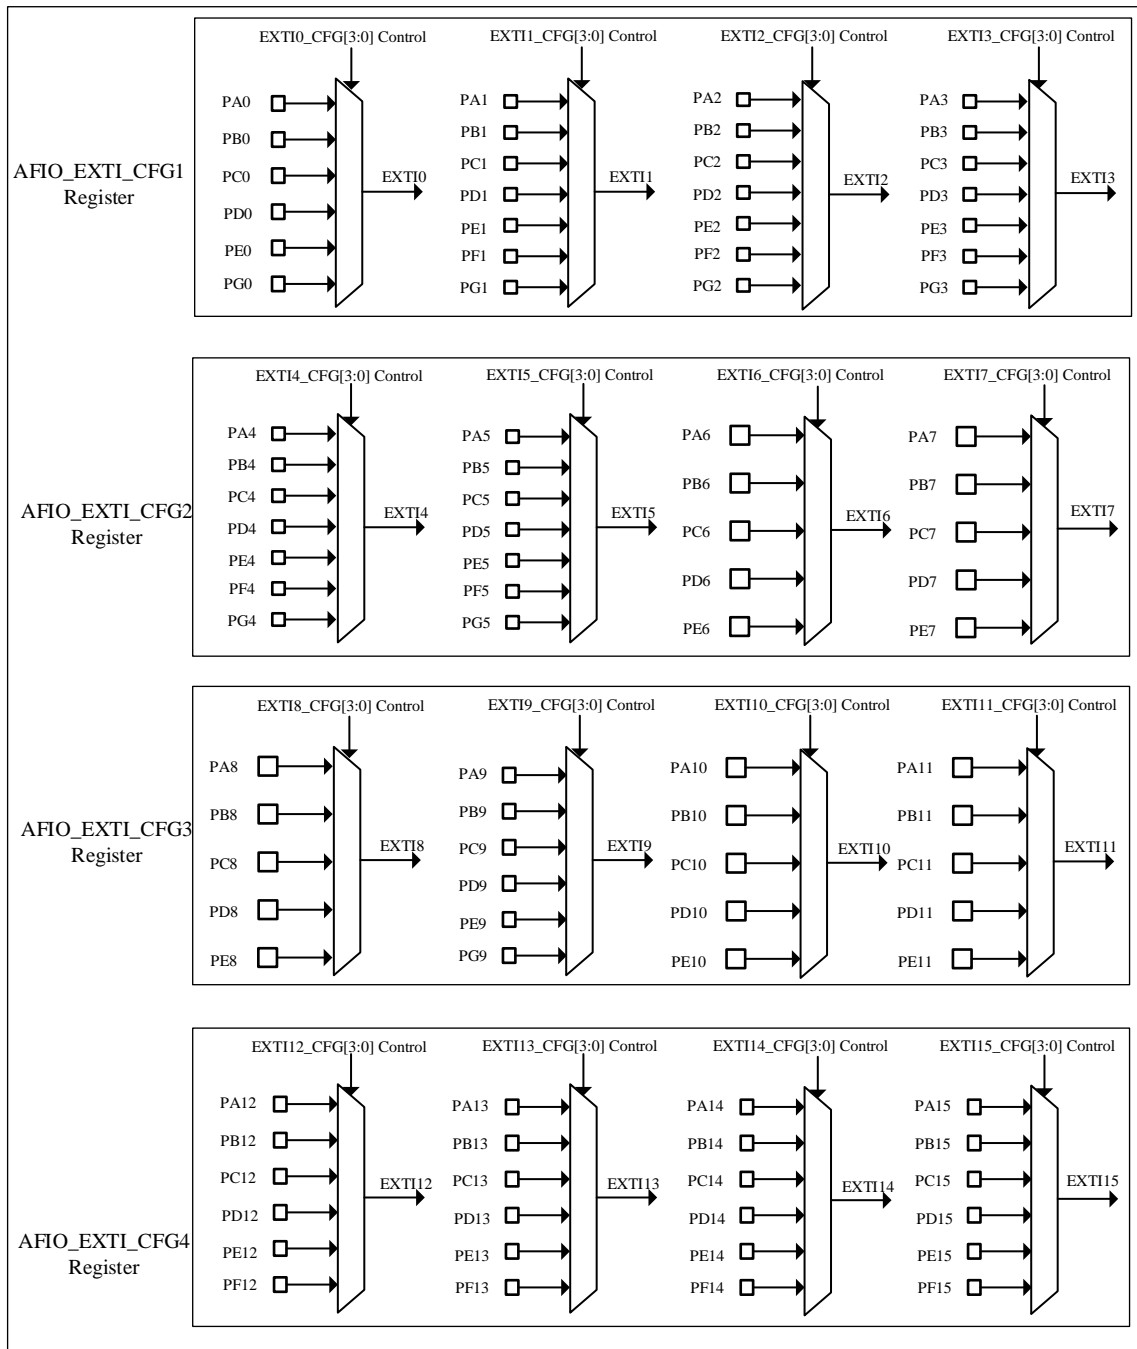 AFIO_EXTI_CFG1
Register
EXTI0_CFG[3:0] Control
PA0
PB0
PC0
PD0
PE0
PG0
EXTI0
EXTI1_CFG[3:0] Control
PA1
PB1
PC1
PD1
PE1
PF1
PG1
EXTI1
EXTI2_CFG[3:0] Control
PA2
PB2
PC2
PD2
PE2
PF2
PG2
EXTI2
EXTI3_CFG[3:0] Control
PA3
PB3
PC3
PD3
PE3
PF3
PG3
EXTI3
AFIO_EXTI_CFG2
Register
EXTI4_CFG[3:0] Control
PA4
PB4
PC4
PD4
PE4
PF4
PG4
EXTI4
EXTI5_CFG[3:0] Control
PA5
PB5
PC5
PD5
PE5
PF5
PG5
EXTI5
EXTI6_CFG[3:0] Control
PA6
PB6
PC6
PD6
PE6
EXTI6
EXTI7_CFG[3:0] Control
PA7
PB7
PC7
PD7
PE7
EXTI7
AFIO_EXTI_CFG3
Register
EXTI8_CFG[3:0] Control
PA8
PB8
PC8
PD8
PE8
EXTI8
EXTI9_CFG[3:0] Control
PA9
PB9
PC9
PD9
PE9
PG9
EXTI9
EXTI10_CFG[3:0] Control
PA10
PB10
PC10
PD10
PE10
EXTI10
EXTI11_CFG[3:0] Control
PA11
PB11
PC11
PD11
PE11
EXTI11
AFIO_EXTI_CFG4
Register
EXTI12_CFG[3:0] Control
PA12
PB12
PC12
PD12
PE12
PF12
EXTI12
EXTI13_CFG[3:0] Control
PA13
PB13
PC13
PD13
PE13
PF13
EXTI13
EXTI14_CFG[3:0] Control
PA14
PB14
PC14
PD14
PE14
PF14
EXTI14
EXTI15_CFG[3:0] Control
PA15
PB15
PC15
PD15
PE15
PF15
EXTI15